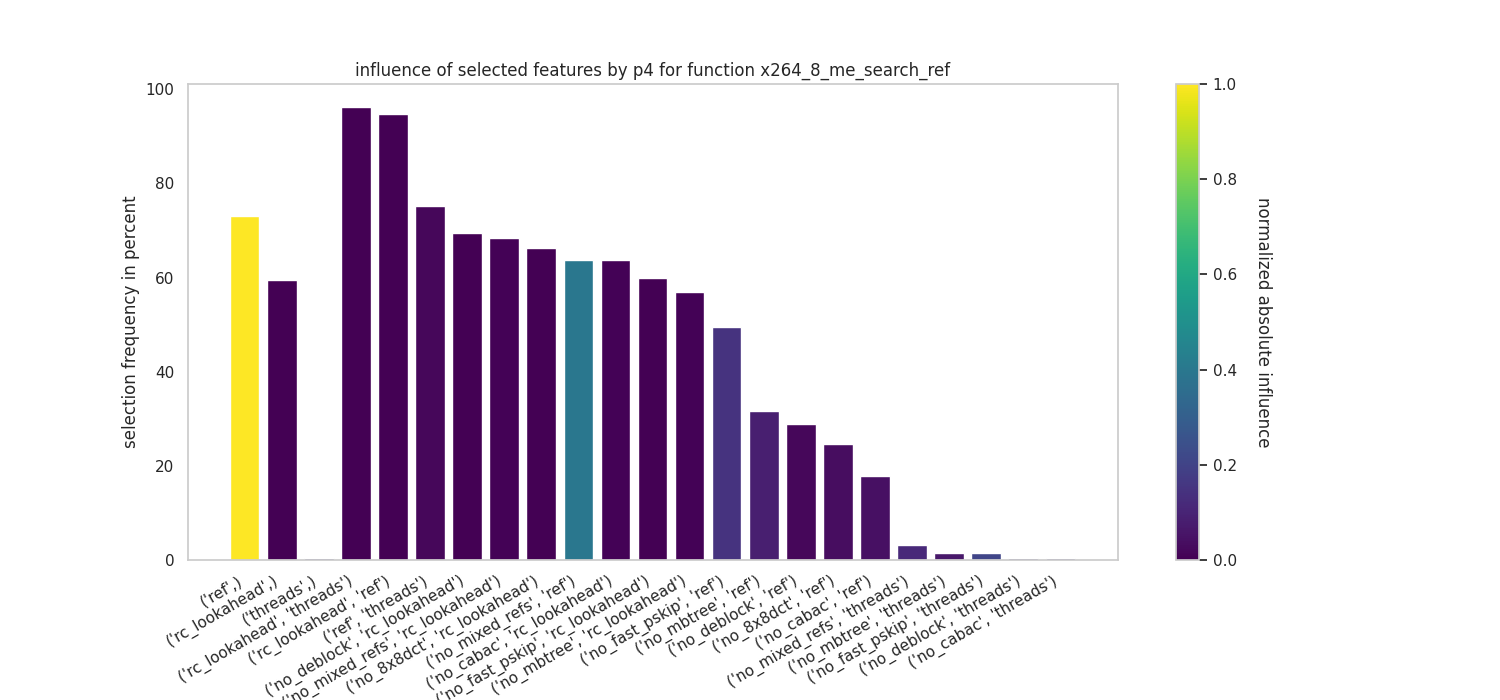 influence of selected features by p4 for function x264_8_me_search_ref
100
80
60
40
20
0
selection frequency in percent
('ref',)
('rc_lookahead',)
('threads',)
('rc_lookahead', 'threads')
('rc_lookahead', 'ref')
('ref', 'threads')
('no_deblock', 'rc_lookahead')
('no_mixed_refs', 'rc_lookahead')
('no_8x8dct', 'rc_lookahead')
('no_mixed_refs', 'ref')
('no_cabac', 'rc_lookahead')
('no_fast_pskip', 'rc_lookahead')
('no_mbtree', 'rc_lookahead')
('no_fast_pskip', 'ref')
('no_mbtree', 'ref')
('no_deblock', 'ref')
('no_8x8dct', 'ref')
('no_cabac', 'ref')
('no_mixed_refs', 'threads')
('no_mbtree', 'threads')
('no_fast_pskip', 'threads')
('no_deblock', 'threads')
('no_cabac', 'threads')
1.0
0.8
0.6
0.4
0.2
0.0
normalized absolute influence